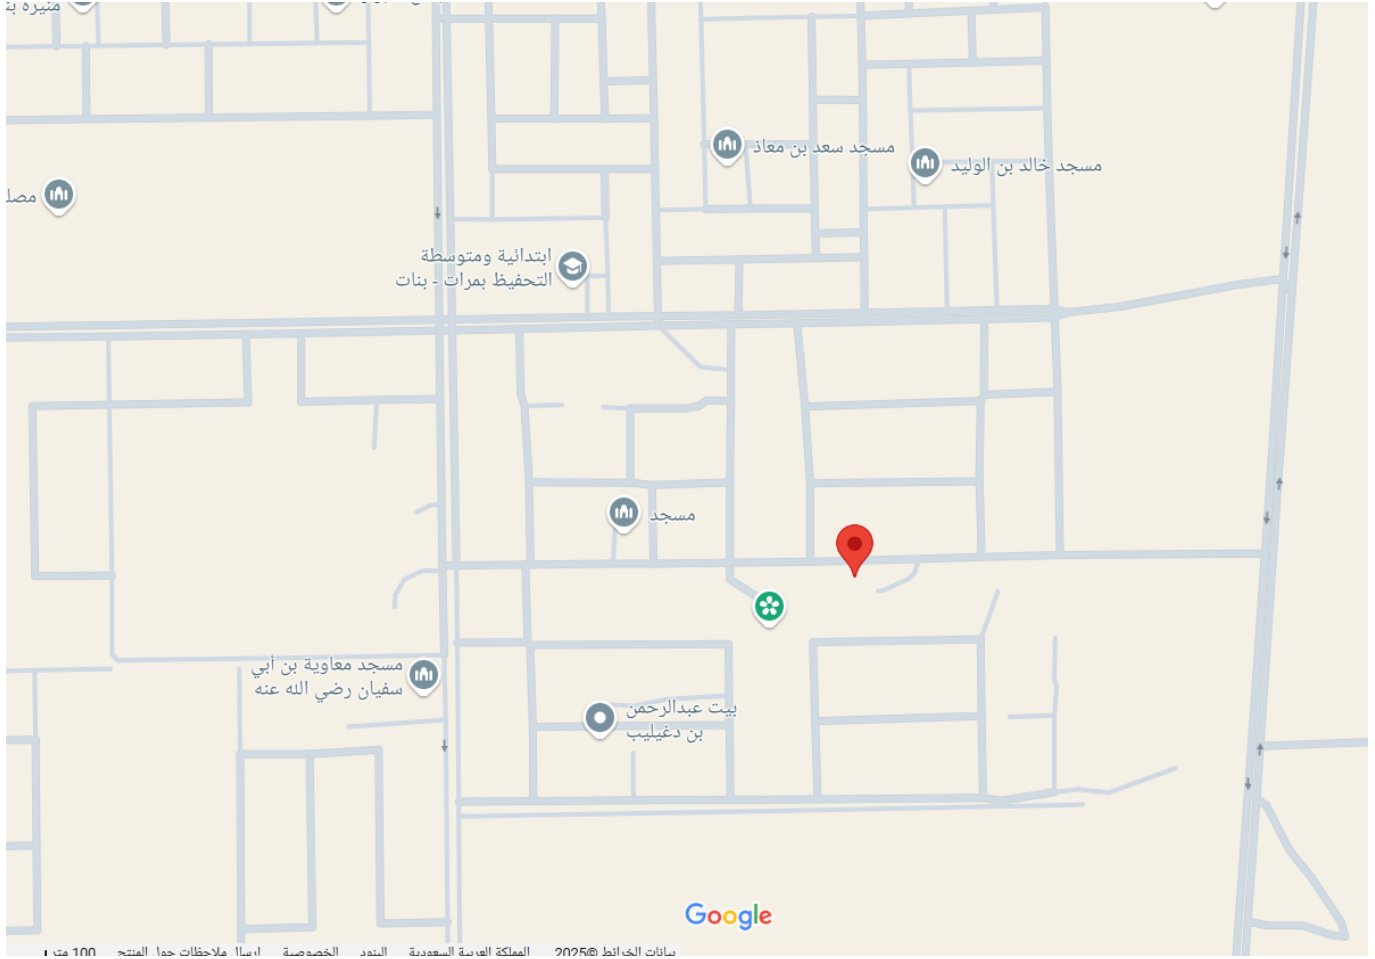 منيرة
مسجد سعد بن معاذ
مسجد خالد بن الوليد
ابتدائية ومتوسطة
التحفيظ بمرات - بنات
مسجد
مسجد معاوية بن أبي
سفيان رضي الله عنه
بيت عبدالرحمن
بن دغيليب
Google
بيانات الخرائط ©2025 المملكة العربية السعودية البنود الخصوصية إرسال ملاحظات حول المنتج 100 متر